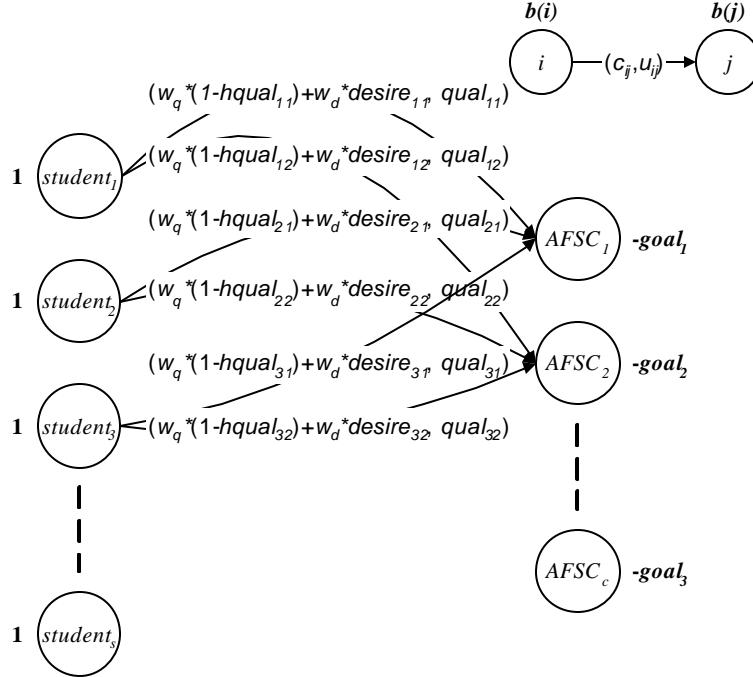 b(i) b(j)
i (c_ij,u_ij) j
(w_q*(1-hqual_11)+w_d*desire_11, qual_11)
1 student_1 (w_q*(1-hqual_12)+w_d*desire_12, qual_12)
(w_q*(1-hqual_21)+w_d*desire_21, qual_21)
AFSC_1 -goal_1
1 student_2 (w_q*(1-hqual_22)+w_d*desire_22, qual_22)
(w_q*(1-hqual_31)+w_d*desire_31, qual_31) AFSC_2 -goal_2
1 student_3 (w_q*(1-hqual_32)+w_d*desire_32, qual_32)
AFSC_c -goal_3
1 student_s